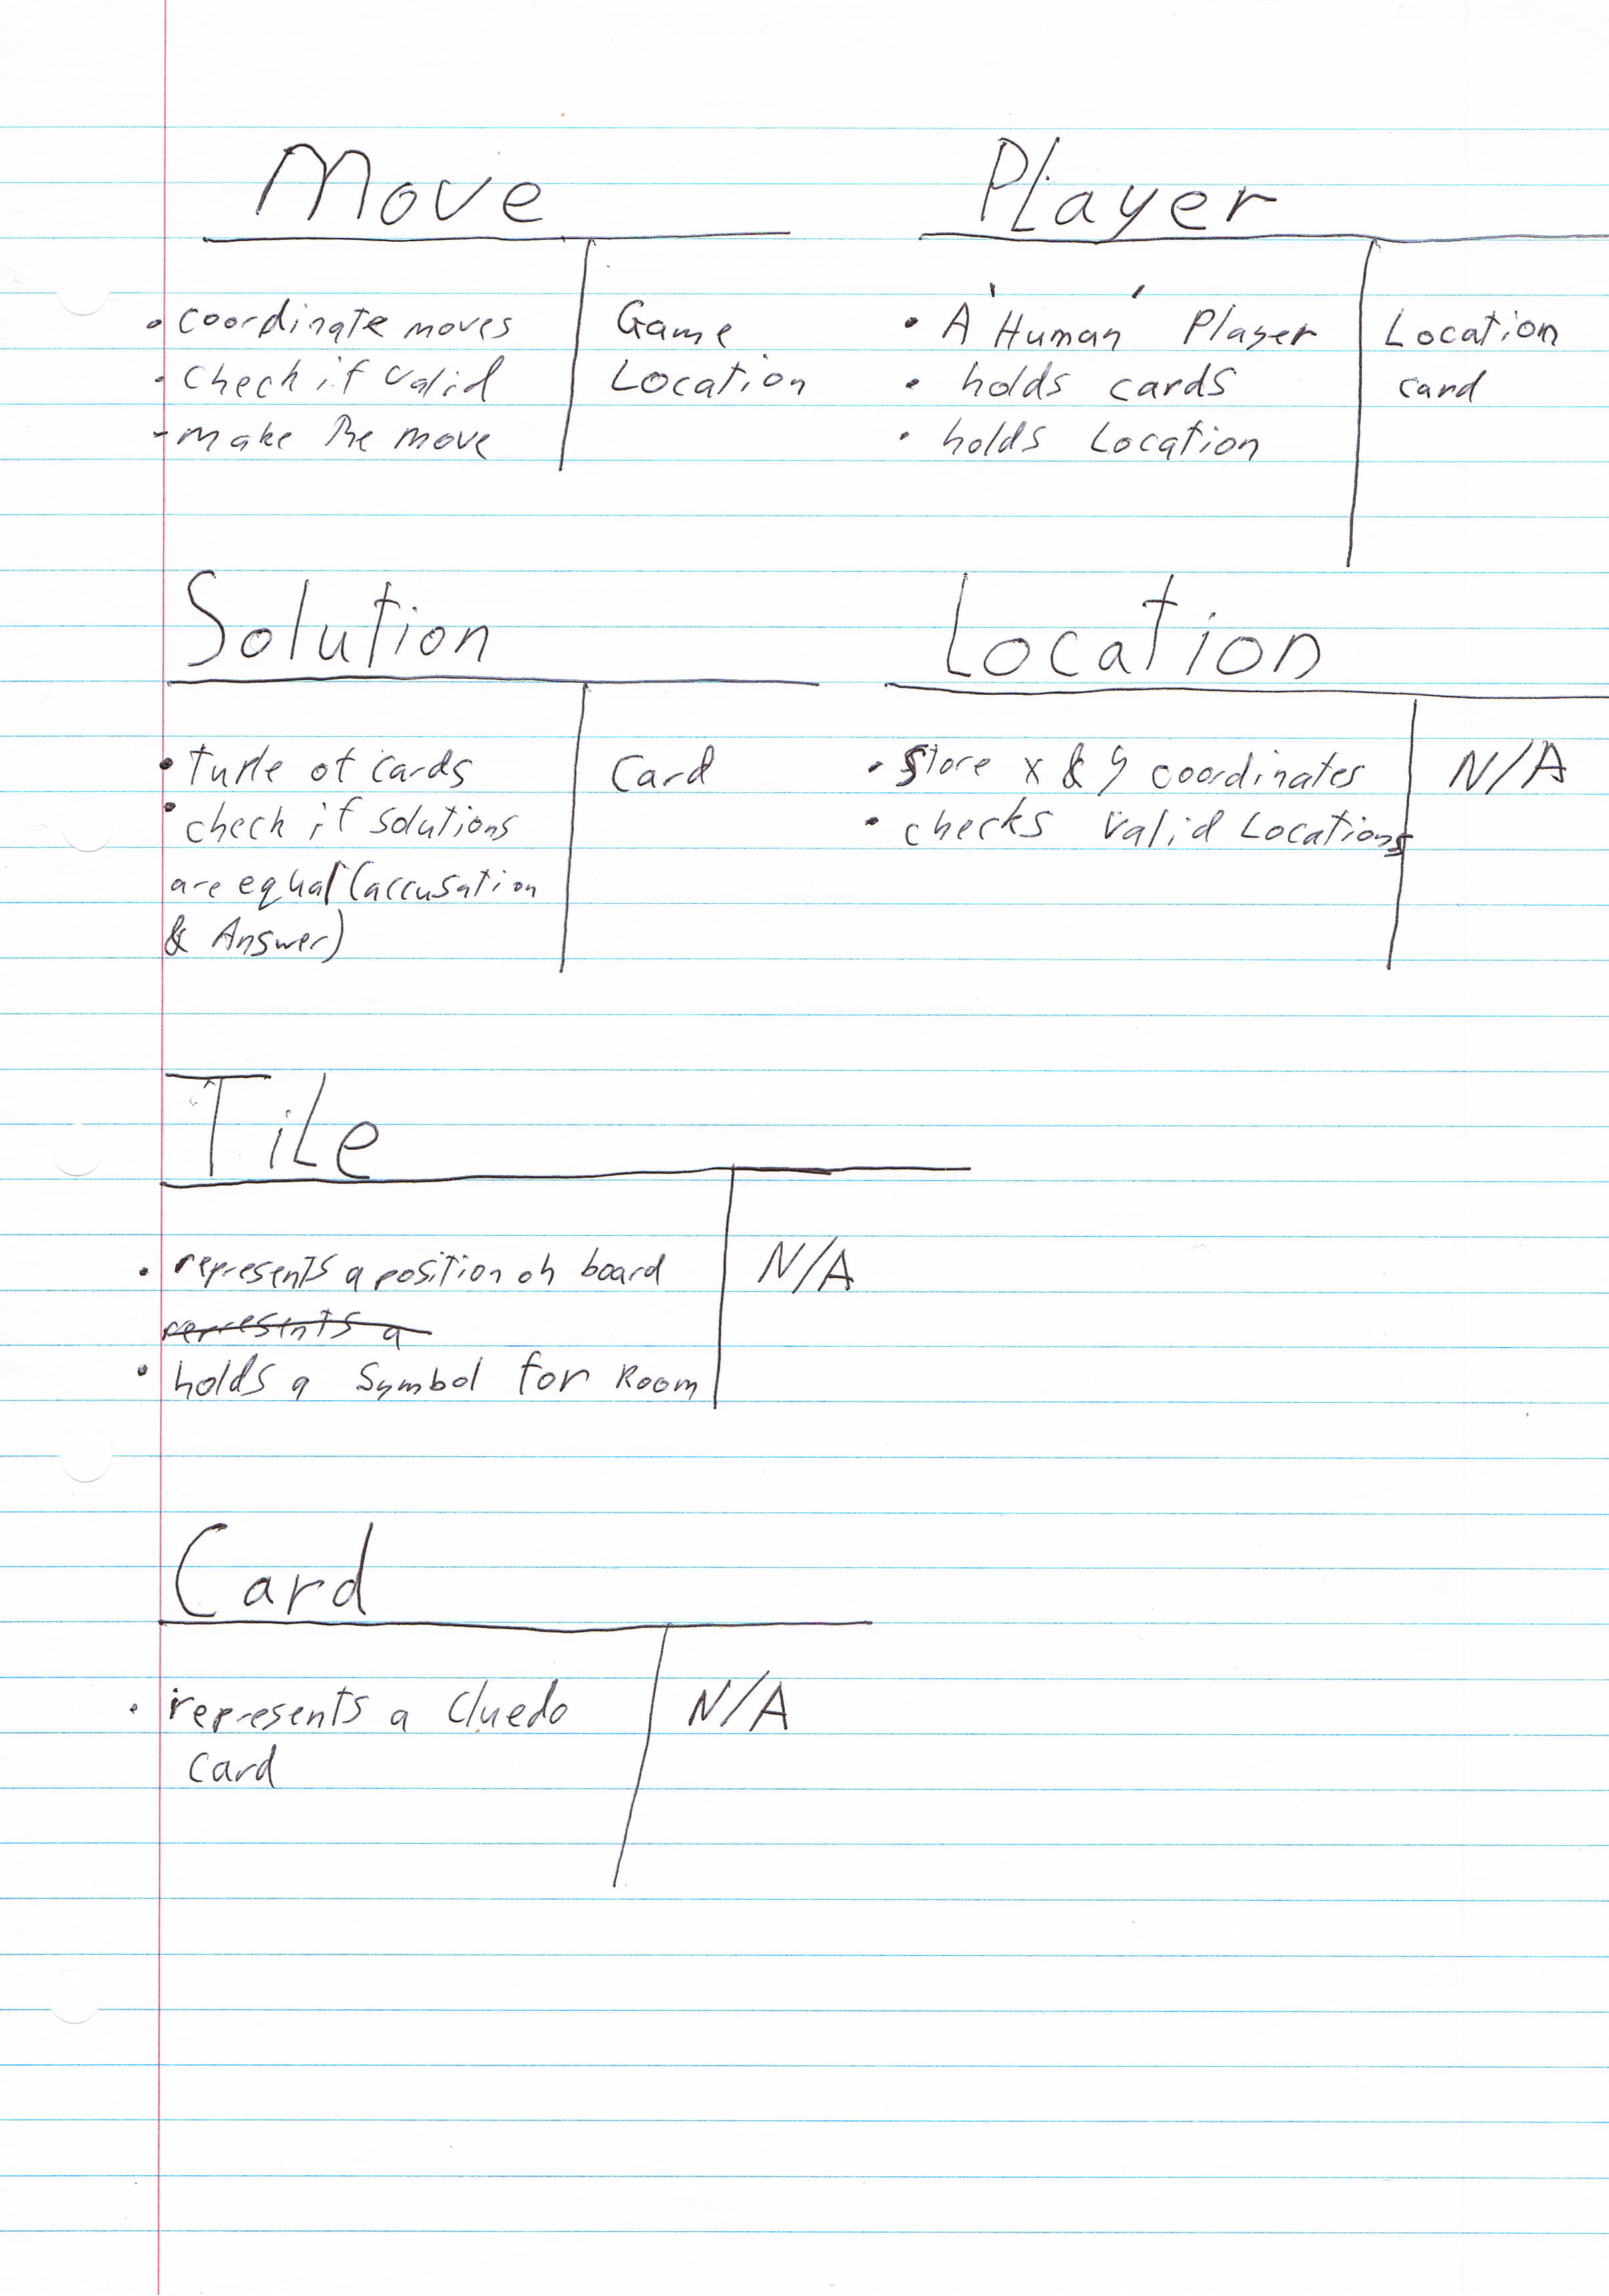 Move
• coordinate moves
• check if valid
- make the move
Game
Location
Player
• A 'Human' Player
• holds cards
• holds Location
Location
card
Solution
• Tuple of cards
• check if solutions
are equal (accusation
& Answer)
Card
Location
• Store x & y coordinates
• checks valid Locations
N/A
Tile
• represents a position on board
represents a
• holds a Symbol for Room
N/A
Card
• represents a Cluedo
Card
N/A